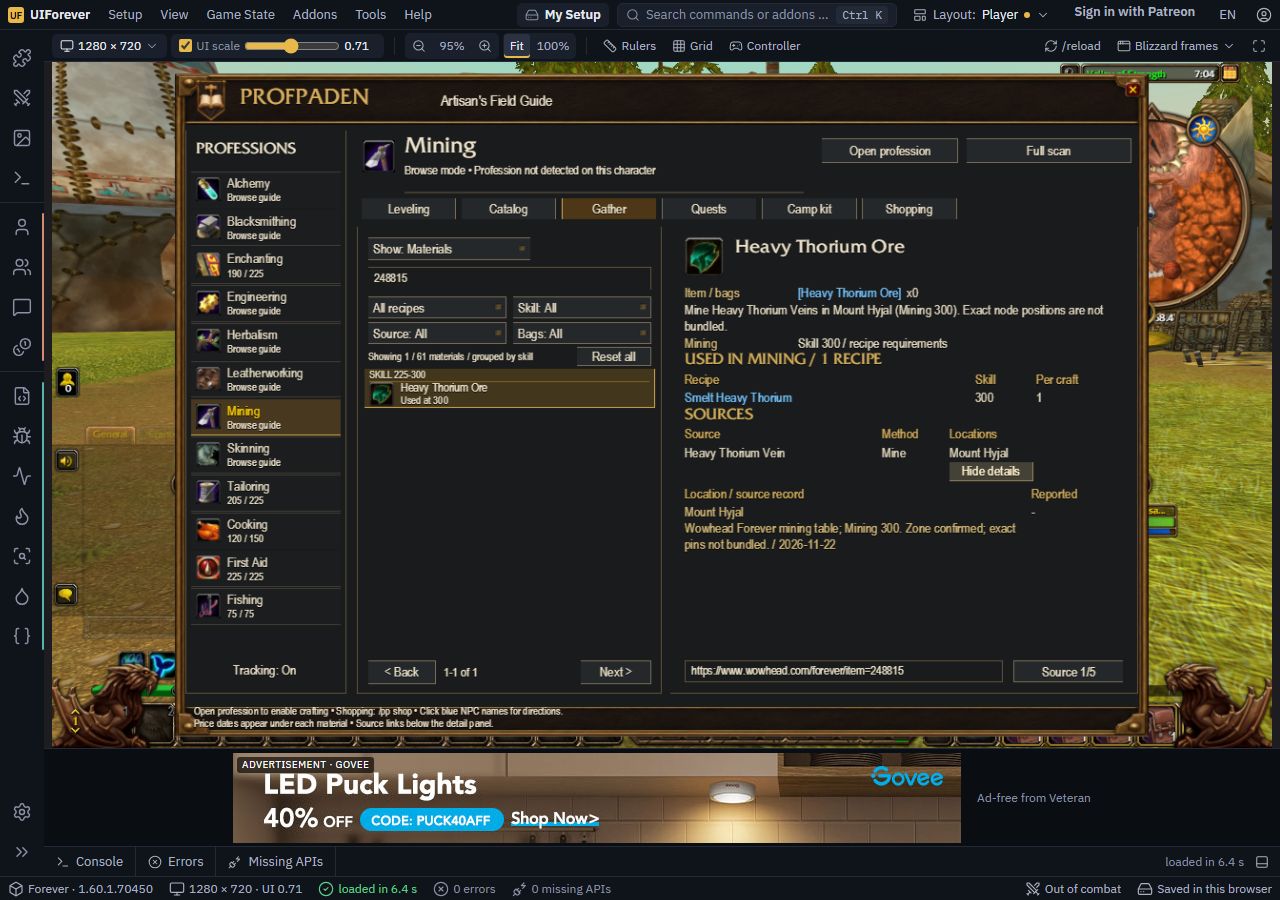 UF UIForever Setup View Game State Addons Tools Help My Setup Search commands or addons ... Ctrl K Layout: Player Sign in with Patreon EN
1280 × 720 UI scale 0.71 95% Fit 100% Rulers Grid Controller /reload Blizzard frames
7:04
PROFPADEN Artisan's Field Guide
PROFESSIONS
Alchemy
Browse guide
Blacksmithing
Browse guide
Enchanting
190 / 225
Engineering
Browse guide
Herbalism
Browse guide
Leatherworking
Browse guide
Mining
Browse guide
Skinning
Browse guide
Tailoring
205 / 225
Cooking
120 / 150
First Aid
225 / 225
Fishing
75 / 75
Tracking: On
Mining
Browse mode • Profession not detected on this character
Open profession Full scan
Leveling Catalog Gather Quests Camp kit Shopping
Show: Materials
248815
All recipes Skill: All
Source: All Bags: All
Showing 1 / 61 materials / grouped by skill Reset all
SKILL 225-300
Heavy Thorium Ore
Used at 300
< Back 1-1 of 1 Next >
Heavy Thorium Ore
Item / bags [Heavy Thorium Ore] x0
Mine Heavy Thorium Veins in Mount Hyjal (Mining 300). Exact node positions are not
bundled.
Mining Skill 300 / recipe requirements
USED IN MINING / 1 RECIPE
Recipe Skill Per craft
Smelt Heavy Thorium 300 1
SOURCES
Source Method Locations
Heavy Thorium Vein Mine Mount Hyjal
Hide details
Location / source record Reported
Mount Hyjal -
Wowhead Forever mining table; Mining 300. Zone confirmed; exact
pins not bundled. / 2026-11-22
https://www.wowhead.com/forever/item=248815 Source 1/5
Open profession to enable crafting • Shopping: /pp shop • Click blue NPC names for directions.
Price dates appear under each material • Source links below the detail panel.
0
General
1
ADVERTISEMENT · GOVEE
LED Puck Lights
40% OFF CODE: PUCK40AFF Shop Now>
Govee
Ad-free from Veteran
Console Errors Missing APIs loaded in 6.4 s
Forever · 1.60.1.70450 1280 × 720 · UI 0.71 loaded in 6.4 s 0 errors 0 missing APIs Out of combat Saved in this browser